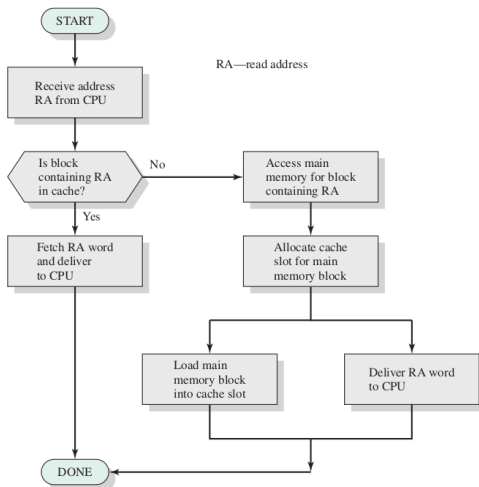 START
RA—read address
Receive address
RA from CPU
Is block
containing RA
in cache?
No
Access main
memory for block
containing RA
Yes
Fetch RA word
and deliver
to CPU
Allocate cache
slot for main
memory block
Load main
memory block
into cache slot
Deliver RA word
to CPU
DONE